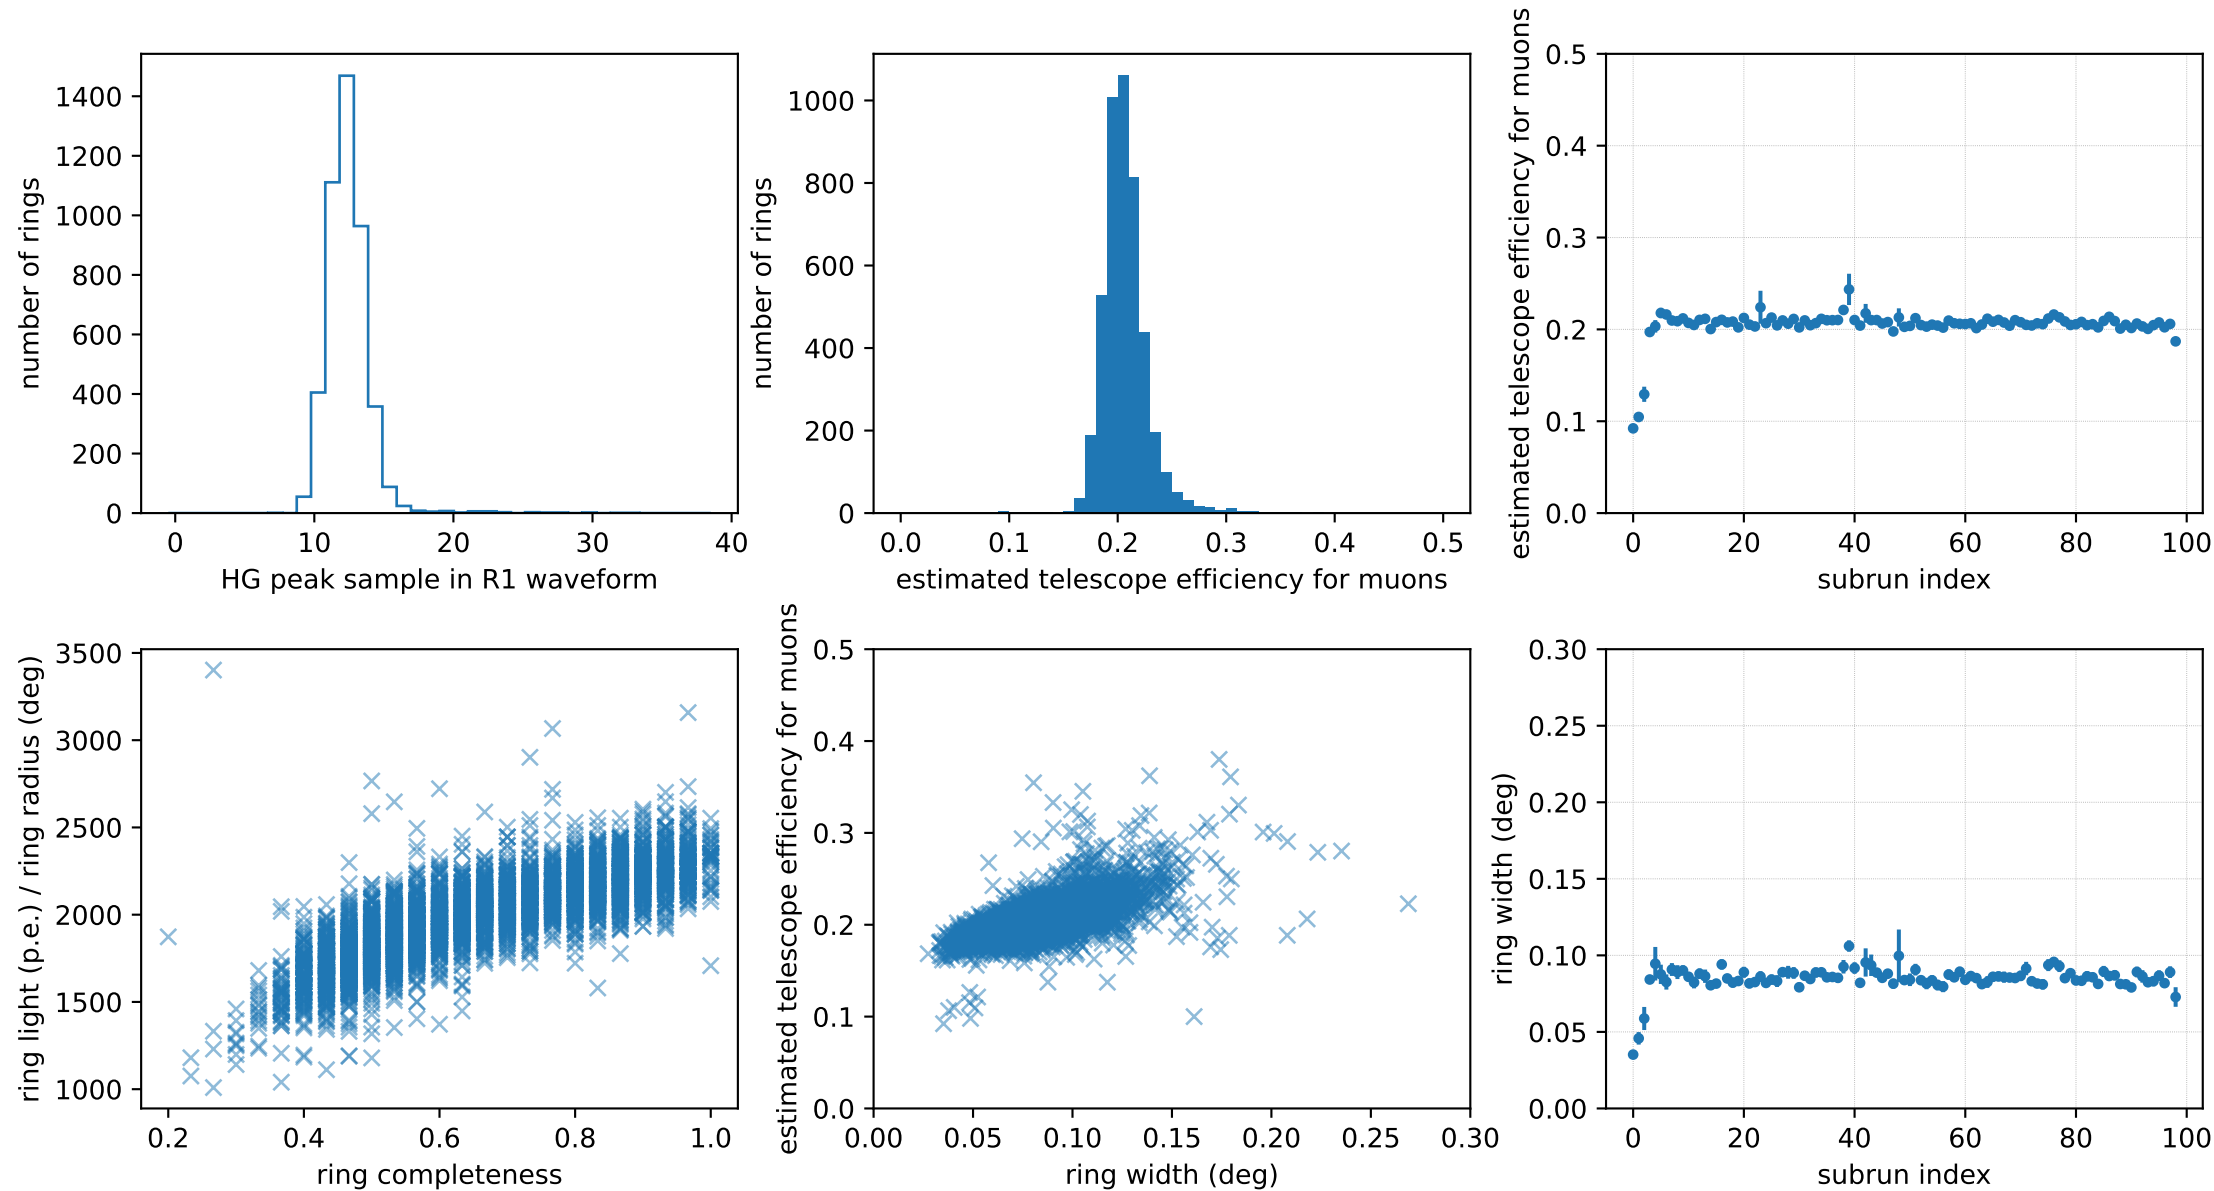 number of rings
1400
1200
1000
800
600
400
200
0
0 10 20 30 40
HG peak sample in R1 waveform
number of rings
1000
800
600
400
200
0
0.0 0.1 0.2 0.3 0.4 0.5
estimated telescope efficiency for muons
estimated telescope efficiency for muons
0.5
0.4
0.3
0.2
0.1
0.0
0 20 40 60 80 100
subrun index
ring light (p.e.) / ring radius (deg)
3500
3000
2500
2000
1500
1000
0.2 0.4 0.6 0.8 1.0
ring completeness
estimated telescope efficiency for muons
0.5
0.4
0.3
0.2
0.1
0.0
0.00 0.05 0.10 0.15 0.20 0.25 0.30
ring width (deg)
ring width (deg)
0.30
0.25
0.20
0.15
0.10
0.05
0.00
0 20 40 60 80 100
subrun index